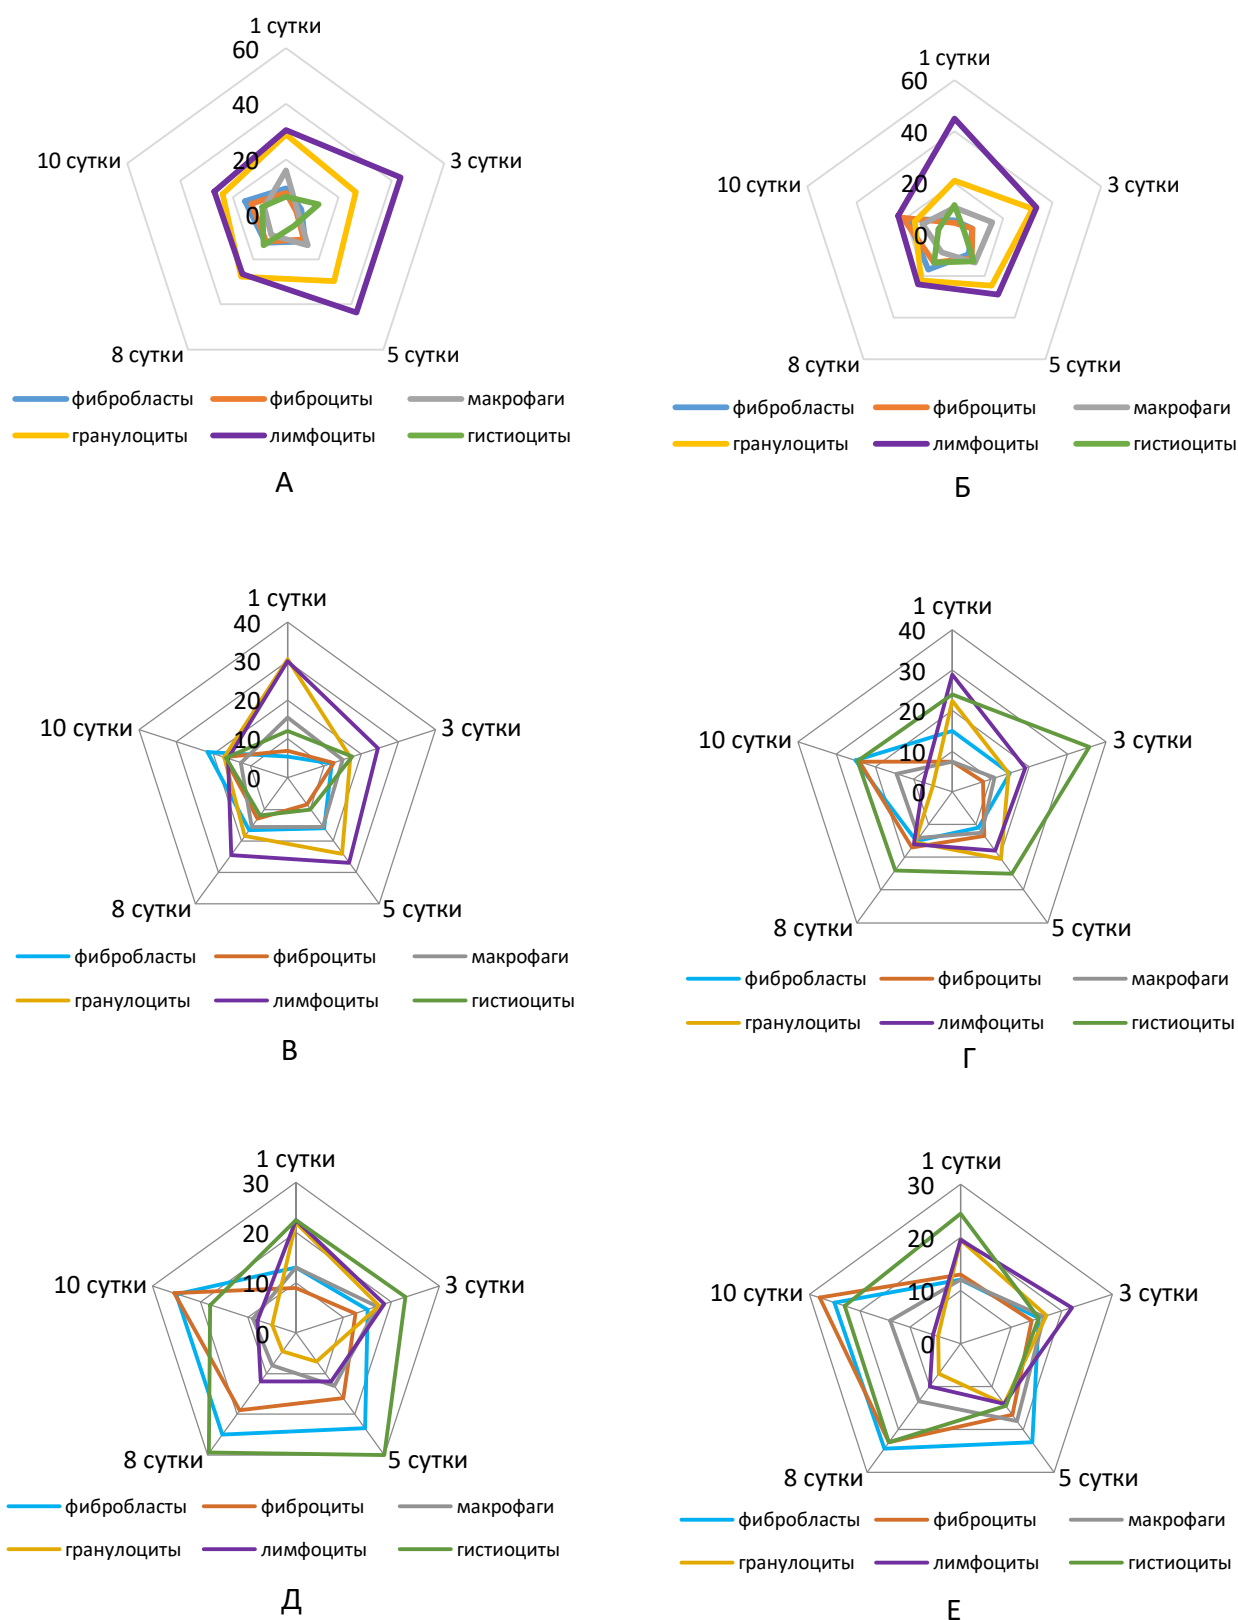 1 сутки
60
40
20
0
3 сутки
5 сутки
8 сутки
10 сутки
фибробласты фиброциты макрофаги
гранулоциты лимфоциты гистиоциты
А
1 сутки
60
40
20
0
3 сутки
5 сутки
8 сутки
10 сутки
фибробласты фиброциты макрофаги
гранулоциты лимфоциты гистиоциты
Б
1 сутки
40
30
20
10
0
3 сутки
5 сутки
8 сутки
10 сутки
фибробласты фиброциты макрофаги
гранулоциты лимфоциты гистиоциты
В
1 сутки
40
30
20
10
0
3 сутки
5 сутки
8 сутки
10 сутки
фибробласты фиброциты макрофаги
гранулоциты лимфоциты гистиоциты
Г
1 сутки
30
20
10
0
3 сутки
5 сутки
8 сутки
10 сутки
фибробласты фиброциты макрофаги
гранулоциты лимфоциты гистиоциты
Д
1 сутки
30
20
10
0
3 сутки
5 сутки
8 сутки
10 сутки
фибробласты фиброциты макрофаги
гранулоциты лимфоциты гистиоциты
Е